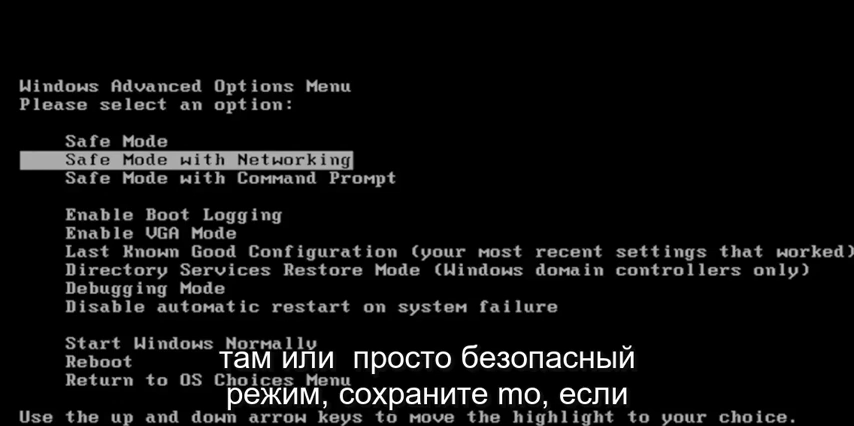 Windows Advanced Options Menu
Please select an option:
Safe Mode
Safe Mode with Networking
Safe Mode with Command Prompt
Enable Boot Logging
Enable VGA Mode
Last Known Good Configuration (your most recent settings that worked)
Directory Services Restore Mode (Windows domain controllers only)
Debugging Mode
Disable automatic restart on system failure
Start Windows Normally
Reboot
Return to OS Choices Menu
там или просто безопасный
режим, сохраните mo, если
Use the up and down arrow keys to move the highlight to your choice.